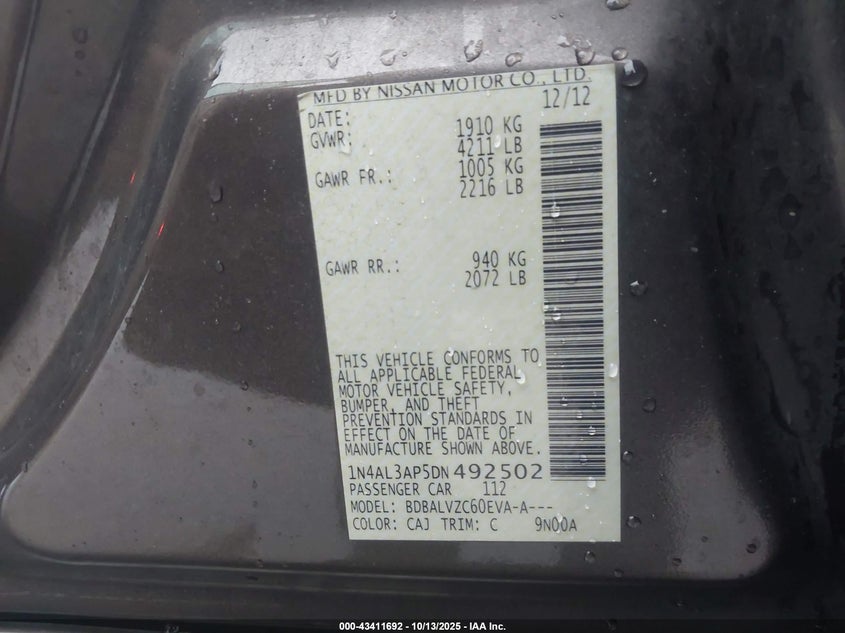 MFD BY NISSAN MOTOR CO., LTD.
DATE: 12/12
GVWR: 1910 KG
4211 LB
GAWR FR.: 1005 KG
2216 LB
GAWR RR.: 940 KG
2072 LB
THIS VEHICLE CONFORMS TO
ALL APPLICABLE FEDERAL
MOTOR VEHICLE SAFETY,
BUMPER, AND THEFT
PREVENTION STANDARDS IN
EFFECT ON THE DATE OF
MANUFACTURE SHOWN ABOVE.
1N4AL3AP5DN492502
PASSENGER CAR 112
MODEL: BDBALVZC60EVA-A---
COLOR: CAJ TRIM: C 9N00A
000-43411692 - 10/13/2025 - IAA Inc.